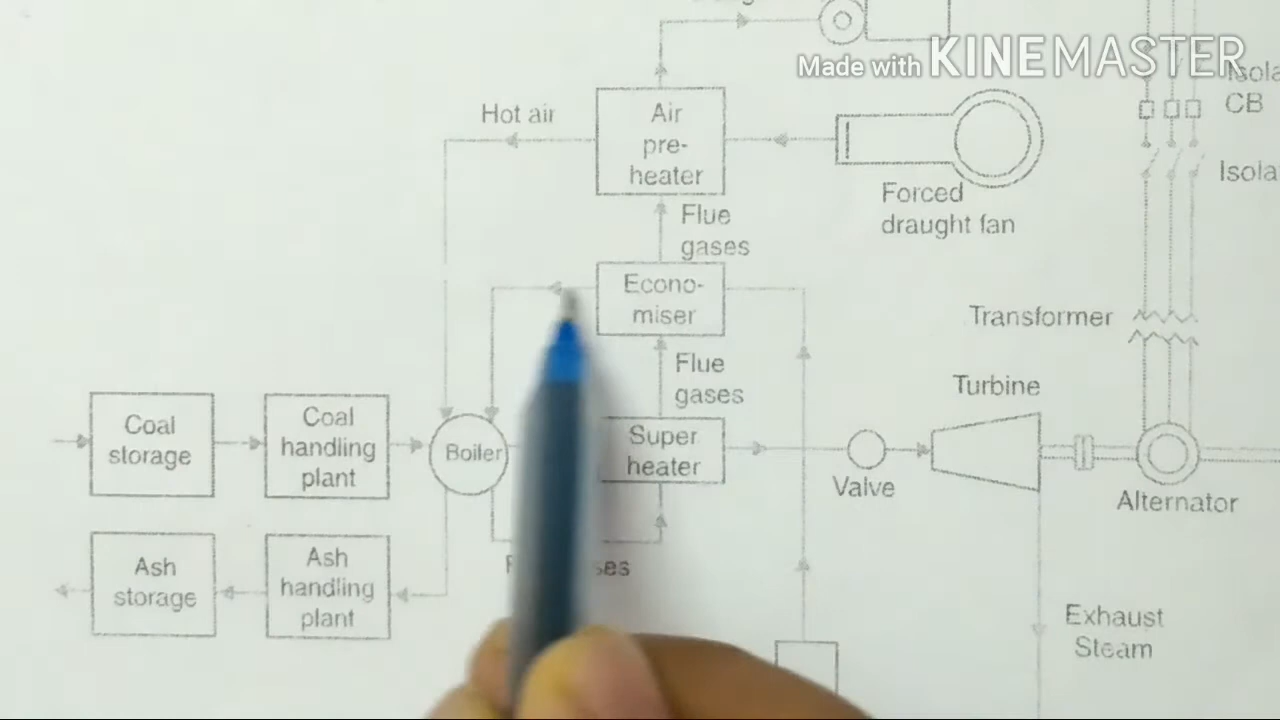 Made with KINEMASTER
Hot air
Air
pre-
heater
CB
Forced
draught fan
Flue
gases
Econo-
miser
Transformer
Flue
gases
Turbine
Coal
storage
Coal
handling
plant
Boiler
Super
heater
Valve
Alternator
Ash
storage
Ash
handling
plant
Exhaust
Steam